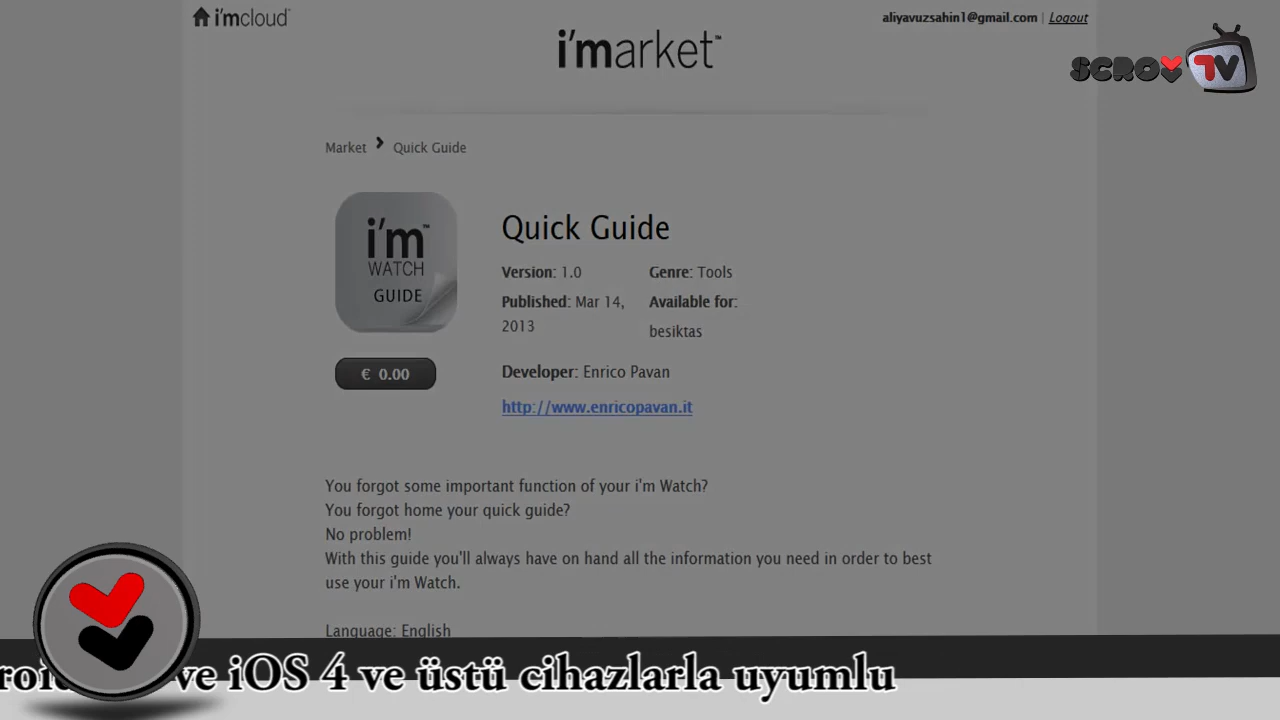 i'mcloud
aliyavuzsahin1@gmail.com | Logout
i'market™
SCROLL TV
Market > Quick Guide
i'm™
WATCH
GUIDE
Quick Guide
Version: 1.0
Genre: Tools
Published: Mar 14,
2013
Available for:
besiktas
€ 0.00
Developer: Enrico Pavan
http://www.enricopavan.it
You forgot some important function of your i'm Watch?
You forgot home your quick guide?
No problem!
With this guide you'll always have on hand all the information you need in order to best
use your i'm Watch.
Language: English
ve iOS 4 ve üstü cihazlarla uyumlu